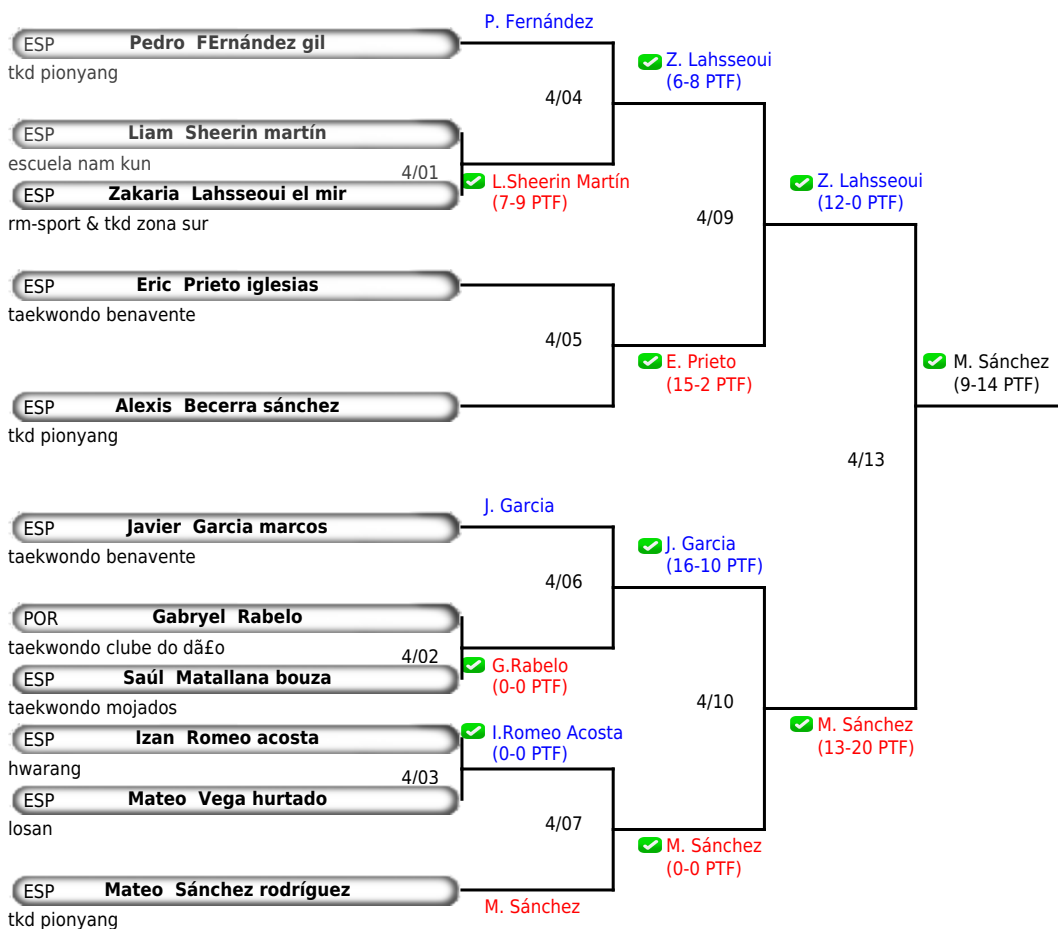 P. Fernández
ESP Pedro FErnández gil
tkd pionyang
Z. Lahsseoui
(6-8 PTF)
4/04
ESP Liam Sheerin martín
escuela nam kun
4/01
L.Sheerin Martín
(7-9 PTF)
ESP Zakaria Lahsseoui el mir
rm-sport & tkd zona sur
Z. Lahsseoui
(12-0 PTF)
4/09
ESP Eric Prieto iglesias
taekwondo benavente
4/05
E. Prieto
(15-2 PTF)
M. Sánchez
(9-14 PTF)
ESP Alexis Becerra sánchez
tkd pionyang
4/13
J. Garcia
ESP Javier Garcia marcos
taekwondo benavente
J. Garcia
(16-10 PTF)
4/06
POR Gabryel Rabelo
taekwondo clube do dã£o
4/02
G.Rabelo
(0-0 PTF)
ESP Saúl Matallana bouza
taekwondo mojados
4/10
ESP Izan Romeo acosta
hwarang
I.Romeo Acosta
(0-0 PTF)
M. Sánchez
(13-20 PTF)
4/03
ESP Mateo Vega hurtado
losan
4/07
M. Sánchez
(0-0 PTF)
ESP Mateo Sánchez rodríguez
tkd pionyang
M. Sánchez